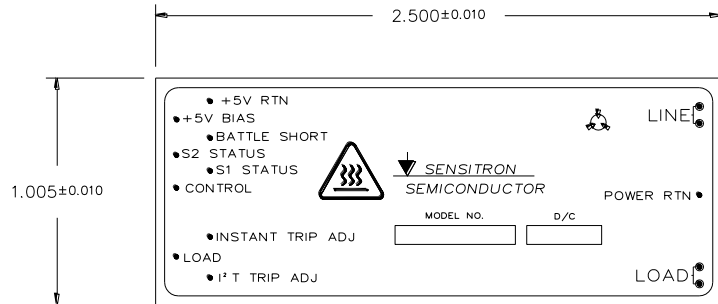 2.500±0.010
+5V RTN
+5V BIAS
LINE
BATTLE SHORT
S2 STATUS
S1 STATUS
SENSITRON
1.005±0.010
CONTROL
SEMICONDUCTOR
POWER RTN
MODEL NO.
D/C
INSTANT TRIP ADJ
LOAD
I² T TRIP ADJ
LOAD